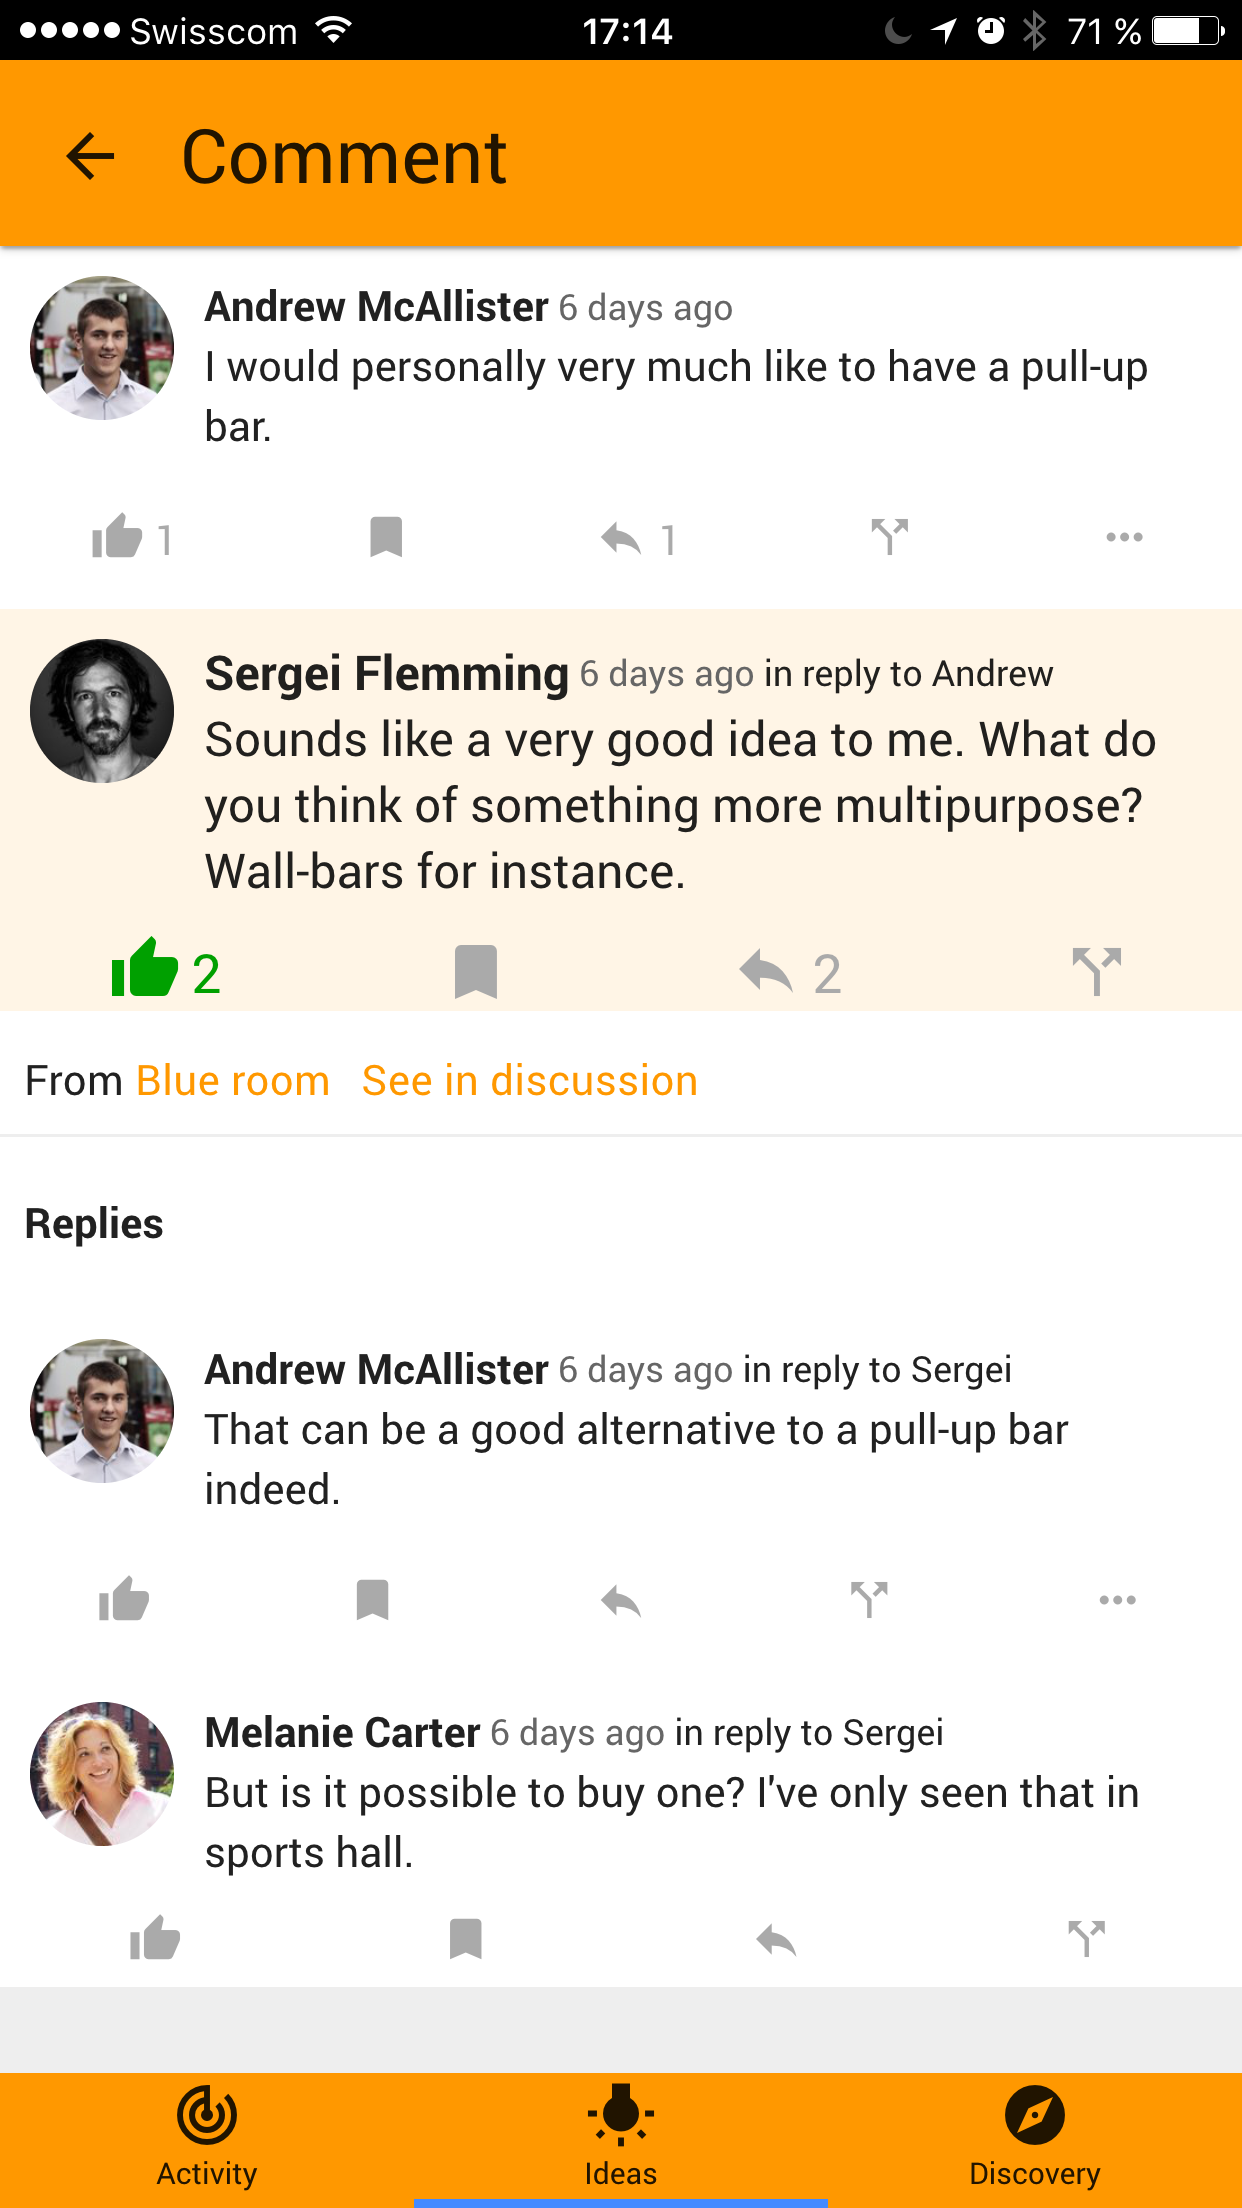 Swisscom 17:14 71 %
Comment
Andrew McAllister 6 days ago
I would personally very much like to have a pull-up
bar.
1 1
Sergei Flemming 6 days ago in reply to Andrew
Sounds like a very good idea to me. What do
you think of something more multipurpose?
Wall-bars for instance.
2 2
From Blue room See in discussion
Replies
Andrew McAllister 6 days ago in reply to Sergei
That can be a good alternative to a pull-up bar
indeed.
Melanie Carter 6 days ago in reply to Sergei
But is it possible to buy one? I've only seen that in
sports hall.
Activity Ideas Discovery